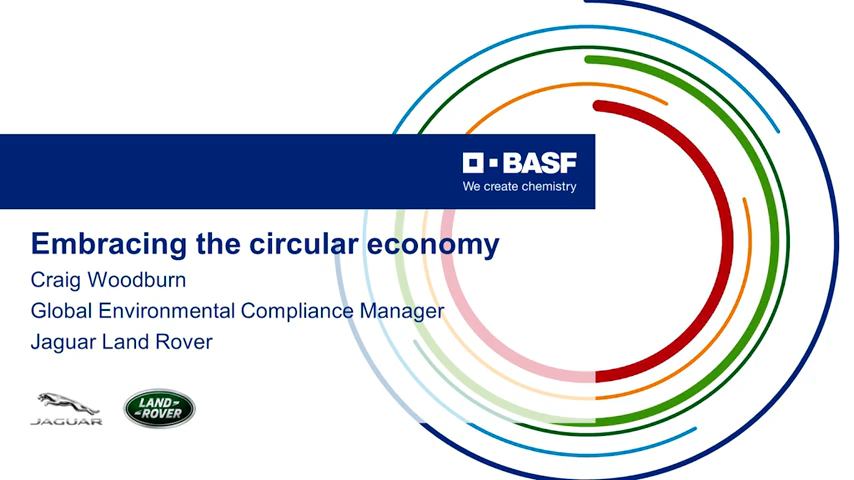 BASF
We create chemistry
Embracing the circular economy
Craig Woodburn
Global Environmental Compliance Manager
Jaguar Land Rover
JAGUAR
LAND-
-ROVER